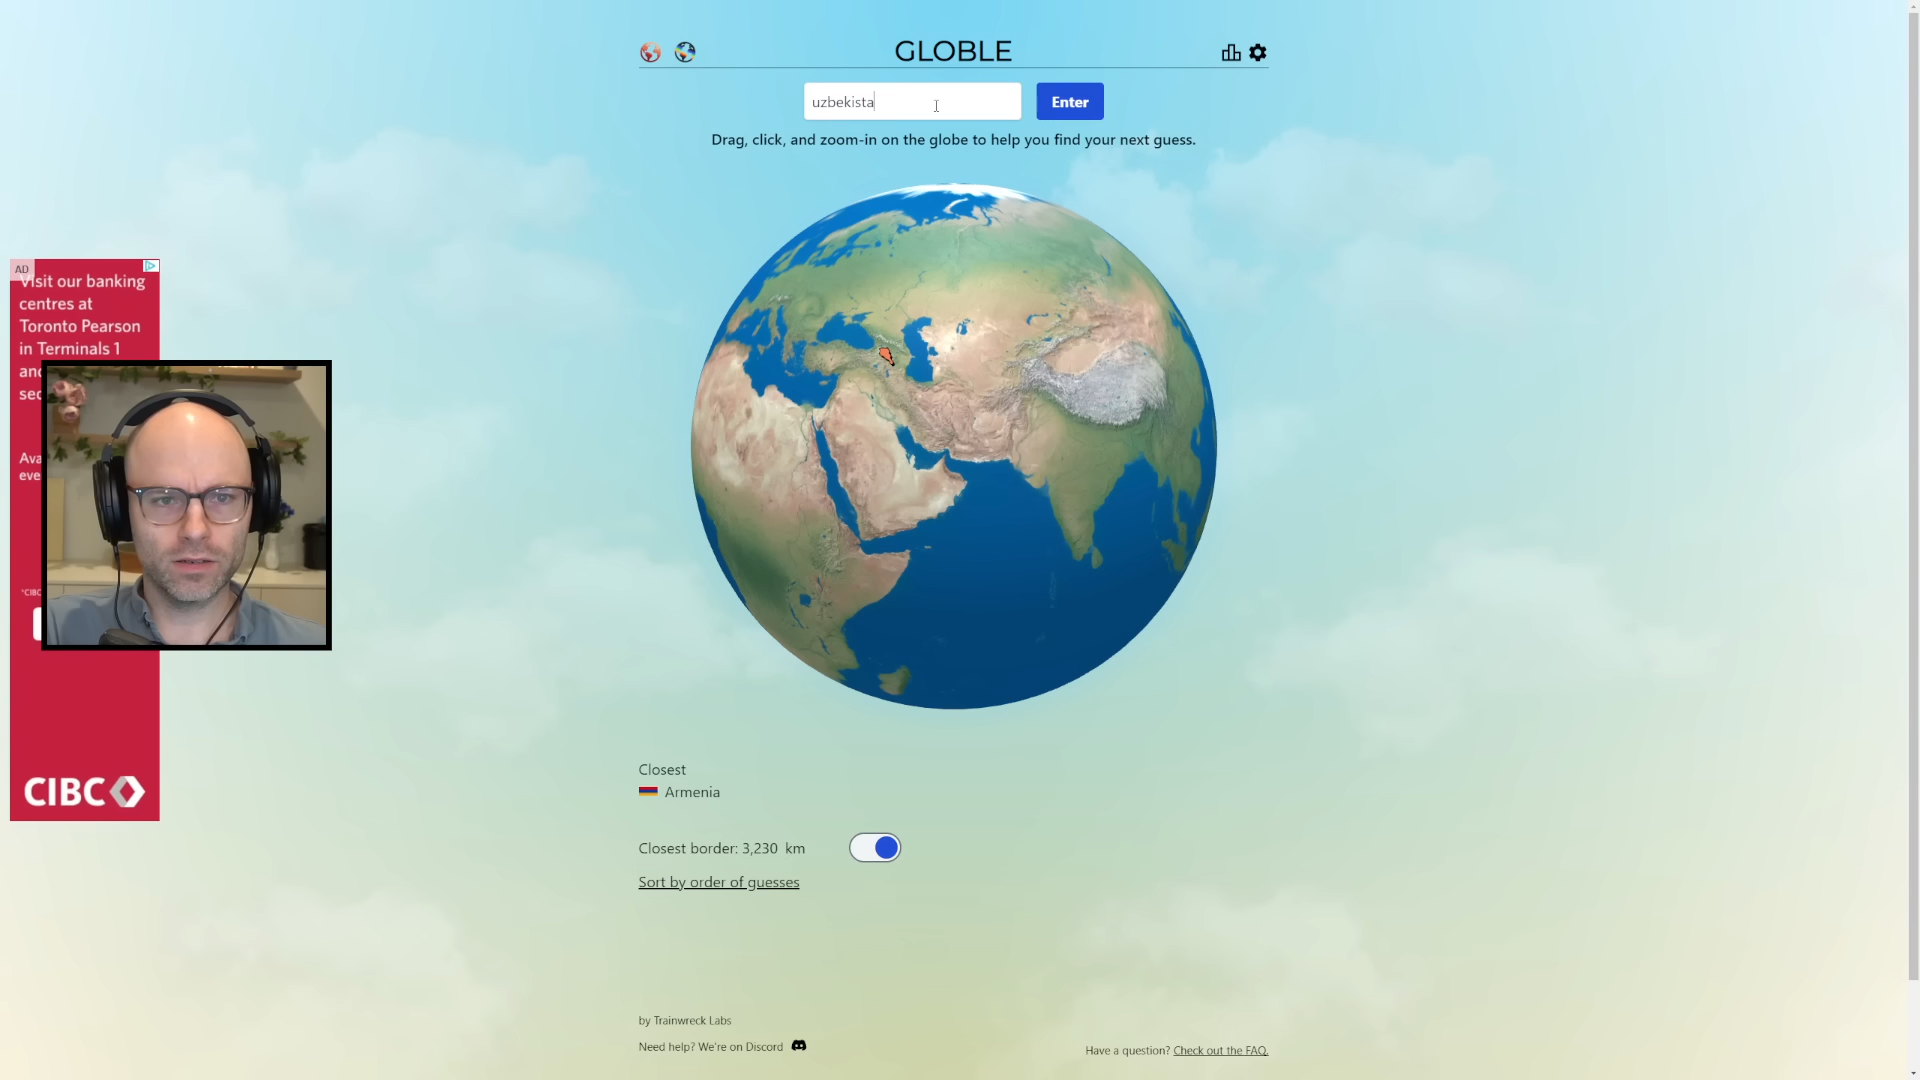 GLOBLE
uzbekista
Enter
Drag, click, and zoom-in on the globe to help you find your next guess.
AD
Visit our banking
centres at
Toronto Pearson
in Terminals 1
CIBC
Closest
Armenia
Closest border: 3,230 km
Sort by order of guesses
by Trainwreck Labs
Need help? We're on Discord
Have a question? Check out the FAQ.